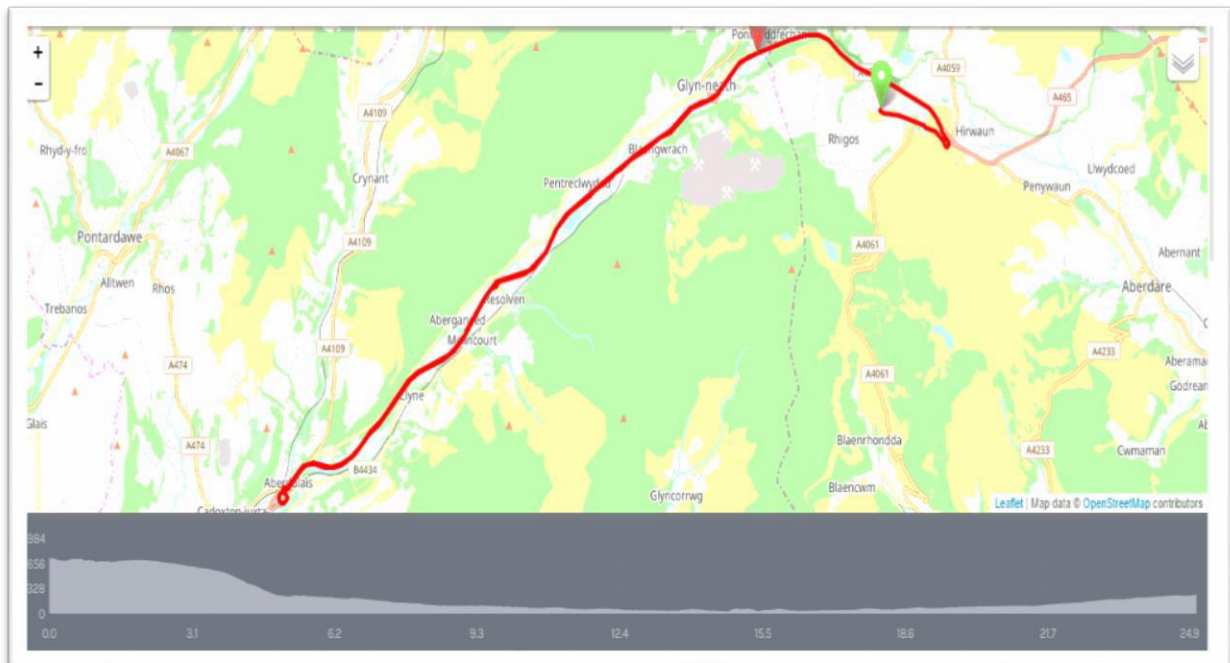 +
−
A4109
A4059
A465
Glyn-neath
Hirwaun
Rhigos
Rhyd-y-fro
A4067
Crynant
Llwydcoed
Penywaun
Pontardawe
A4109
A4061
Abernant
Alltwen
Rhos
Aberdare
Trebanos
Resolven
A4109
A4233
A474
A4061
Clyne
Glais
A474
Blaenrhondda
A4233
Cwmaman
B4434
Blaencwm
Glyncorrwg
Leaflet | Map data © OpenStreetMap contributors
984
656
328
0
0.0 3.1 6.2 9.3 12.4 15.5 18.6 21.7 24.9